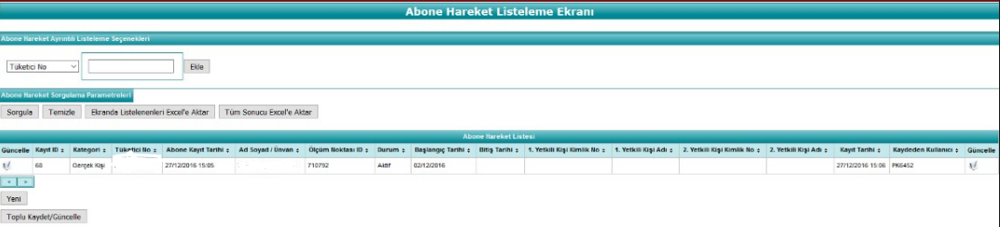 Abone Hareket Listeleme Ekranı
Abone Hareket Ayrıntılı Listeleme Seçenekleri
Tüketici No Ekle
Abone Hareket Sorgulama Parametreleri
Sorgula Temizle Ekranda Listelenenleri Excel'e Aktar Tüm Sonucu Excel'e Aktar
Abone Hareket Listesi
Güncelle Kayıt ID Kategori Tüketici No Abone Kayıt Tarihi Ad Soyad / Ünvan Ölçüm Noktası ID Durum Başlangıç Tarihi Bitiş Tarihi 1. Yetkili Kişi Kimlik No 1. Yetkili Kişi Adı 2. Yetkili Kişi Kimlik No 2. Yetkili Kişi Adı Kayıt Tarihi Kaydeden Kullanıcı Güncelle
68 Gerçek Kişi 27/12/2016 15:05 710792 Aktif 02/12/2016 27/12/2016 15:06 PK6452
Yeni
Toplu Kaydet/Güncelle